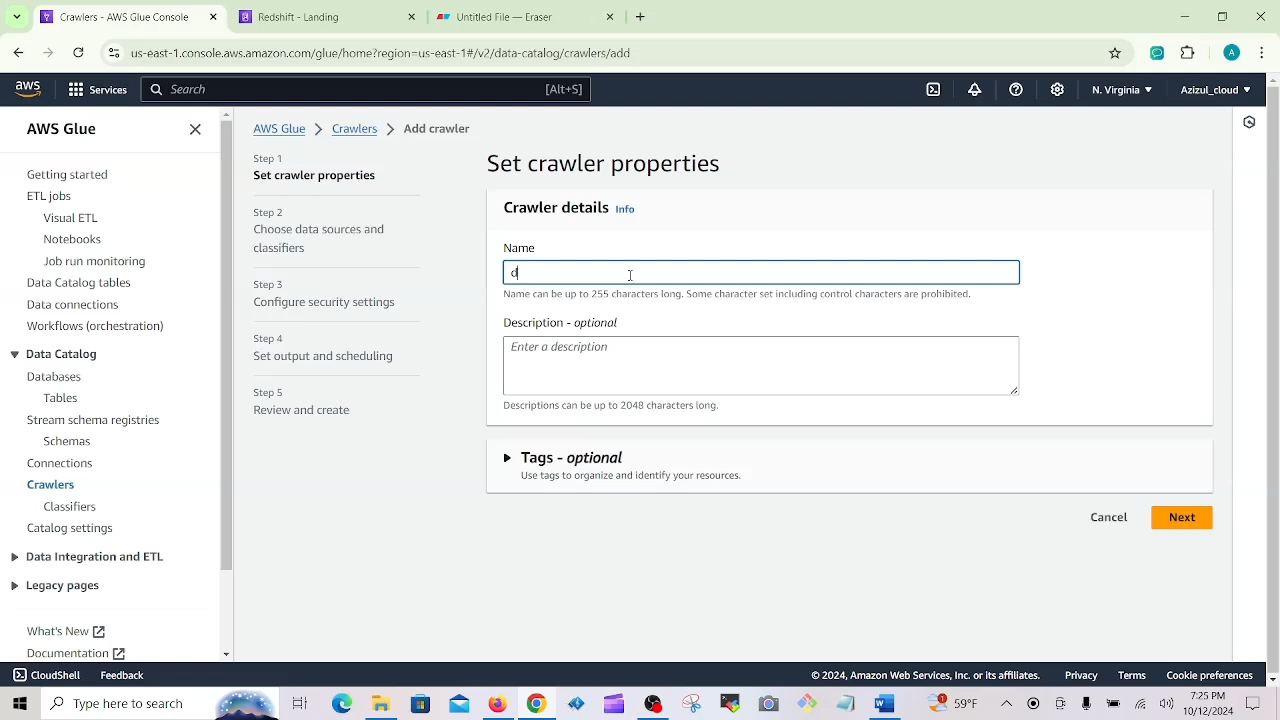 Crawlers - AWS Glue Console
Redshift - Landing
Untitled File — Eraser
us-east-1.console.aws.amazon.com/glue/home?region=us-east-1#/v2/data-catalog/crawlers/add
A
aws
Services
Search
[Alt+S]
N. Virginia
Azizul_cloud
AWS Glue
Getting started
ETL jobs
Visual ETL
Notebooks
Job run monitoring
Data Catalog tables
Data connections
Workflows (orchestration)
Data Catalog
Databases
Tables
Stream schema registries
Schemas
Connections
Crawlers
Classifiers
Catalog settings
Data Integration and ETL
Legacy pages
What's New
Documentation
AWS Glue
Crawlers
Add crawler
Step 1
Set crawler properties
Step 2
Choose data sources and
classifiers
Step 3
Configure security settings
Step 4
Set output and scheduling
Step 5
Review and create
Set crawler properties
Crawler details Info
Name
d
Name can be up to 255 characters long. Some character set including control characters are prohibited.
Description - optional
Enter a description
Descriptions can be up to 2048 characters long.
Tags - optional
Use tags to organize and identify your resources.
Cancel
Next
CloudShell
Feedback
© 2024, Amazon Web Services, Inc. or its affiliates.
Privacy
Terms
Cookie preferences
Type here to search
59°F
7:25 PM
10/12/2024